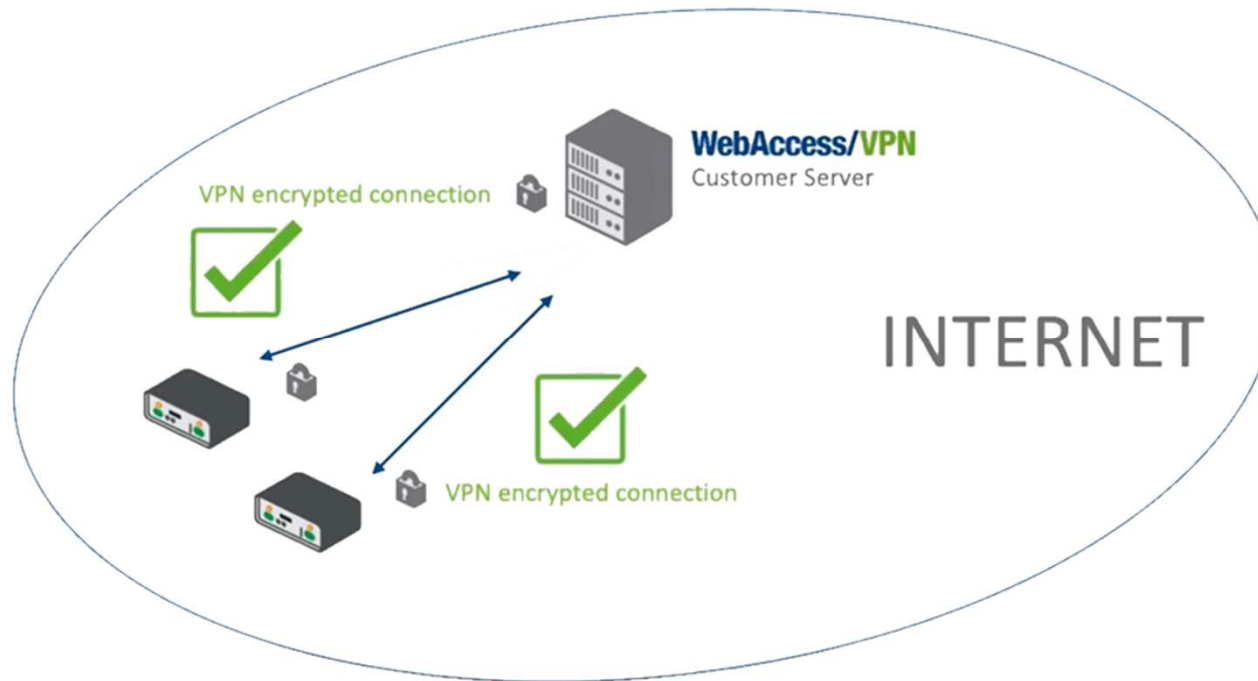 WebAccess/VPN
Customer Server
VPN encrypted connection
INTERNET
VPN encrypted connection